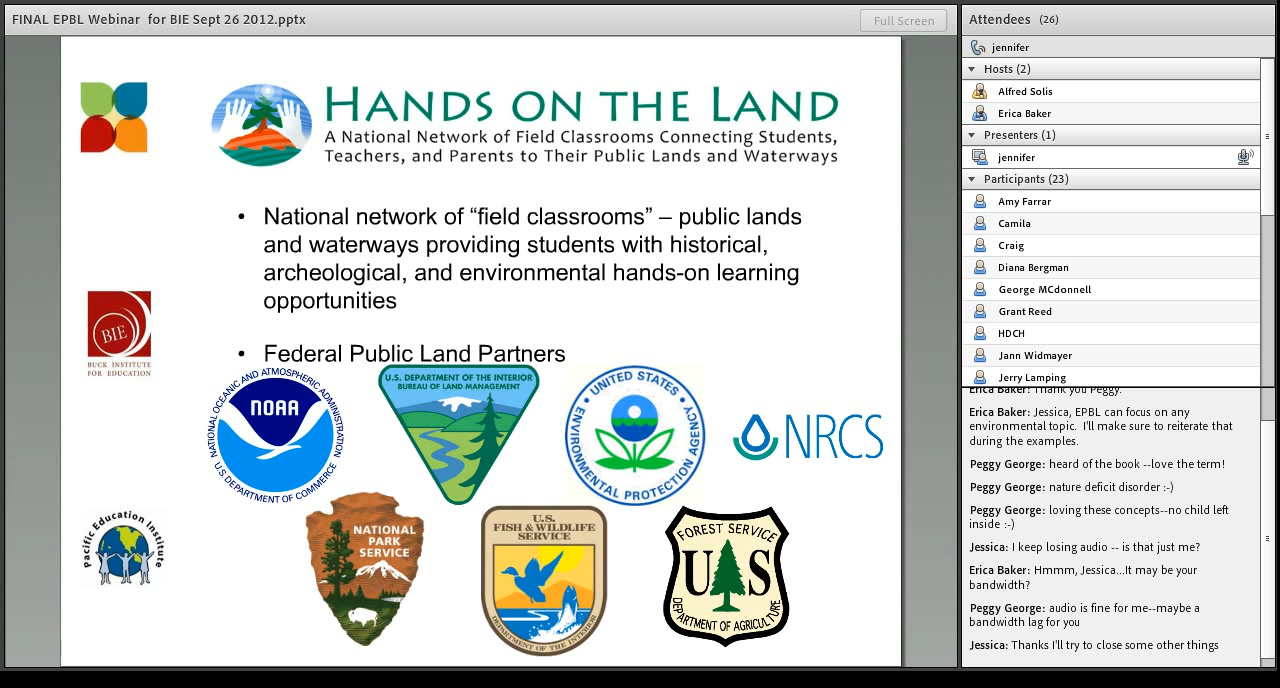 FINAL EPBL Webinar  for BIE Sept 26 2012.pptx
Full Screen
HANDS ON THE LAND
A National Network of Field Classrooms Connecting Students,
Teachers, and Parents to Their Public Lands and Waterways
• National network of “field classrooms” – public lands
and waterways providing students with historical,
archeological, and environmental hands-on learning
opportunities
• Federal Public Land Partners
BIE
BUCK INSTITUTE
FOR EDUCATION
NATIONAL OCEANIC AND ATMOSPHERIC ADMINISTRATION
NOAA
U.S. DEPARTMENT OF COMMERCE
U.S. DEPARTMENT OF THE INTERIOR
BUREAU OF LAND MANAGEMENT
UNITED STATES
ENVIRONMENTAL PROTECTION AGENCY
NRCS
Pacific Education Institute
NATIONAL
PARK
SERVICE
U.S.
FISH & WILDLIFE
SERVICE
DEPARTMENT OF THE INTERIOR
FOREST SERVICE
U S
DEPARTMENT OF AGRICULTURE
Attendees (26)
jennifer
Hosts (2)
Alfred Solis
Erica Baker
Presenters (1)
jennifer
Participants (23)
Amy Farrar
Camila
Craig
Diana Bergman
George MCdonnell
Grant Reed
HDCH
Jann Widmayer
Jerry Lamping
Erica Baker: Thank you Peggy.
Erica Baker: Jessica, EPBL can focus on any
environmental topic.  I'll make sure to reiterate that
during the examples.
Peggy George: heard of the book --love the term!
Peggy George: nature deficit disorder :-)
Peggy George: loving these concepts--no child left
inside :-)
Jessica: I keep losing audio -- is that just me?
Erica Baker: Hmmm, Jessica...It may be your
bandwidth?
Peggy George: audio is fine for me--maybe a
bandwidth lag for you
Jessica: Thanks I'll try to close some other things